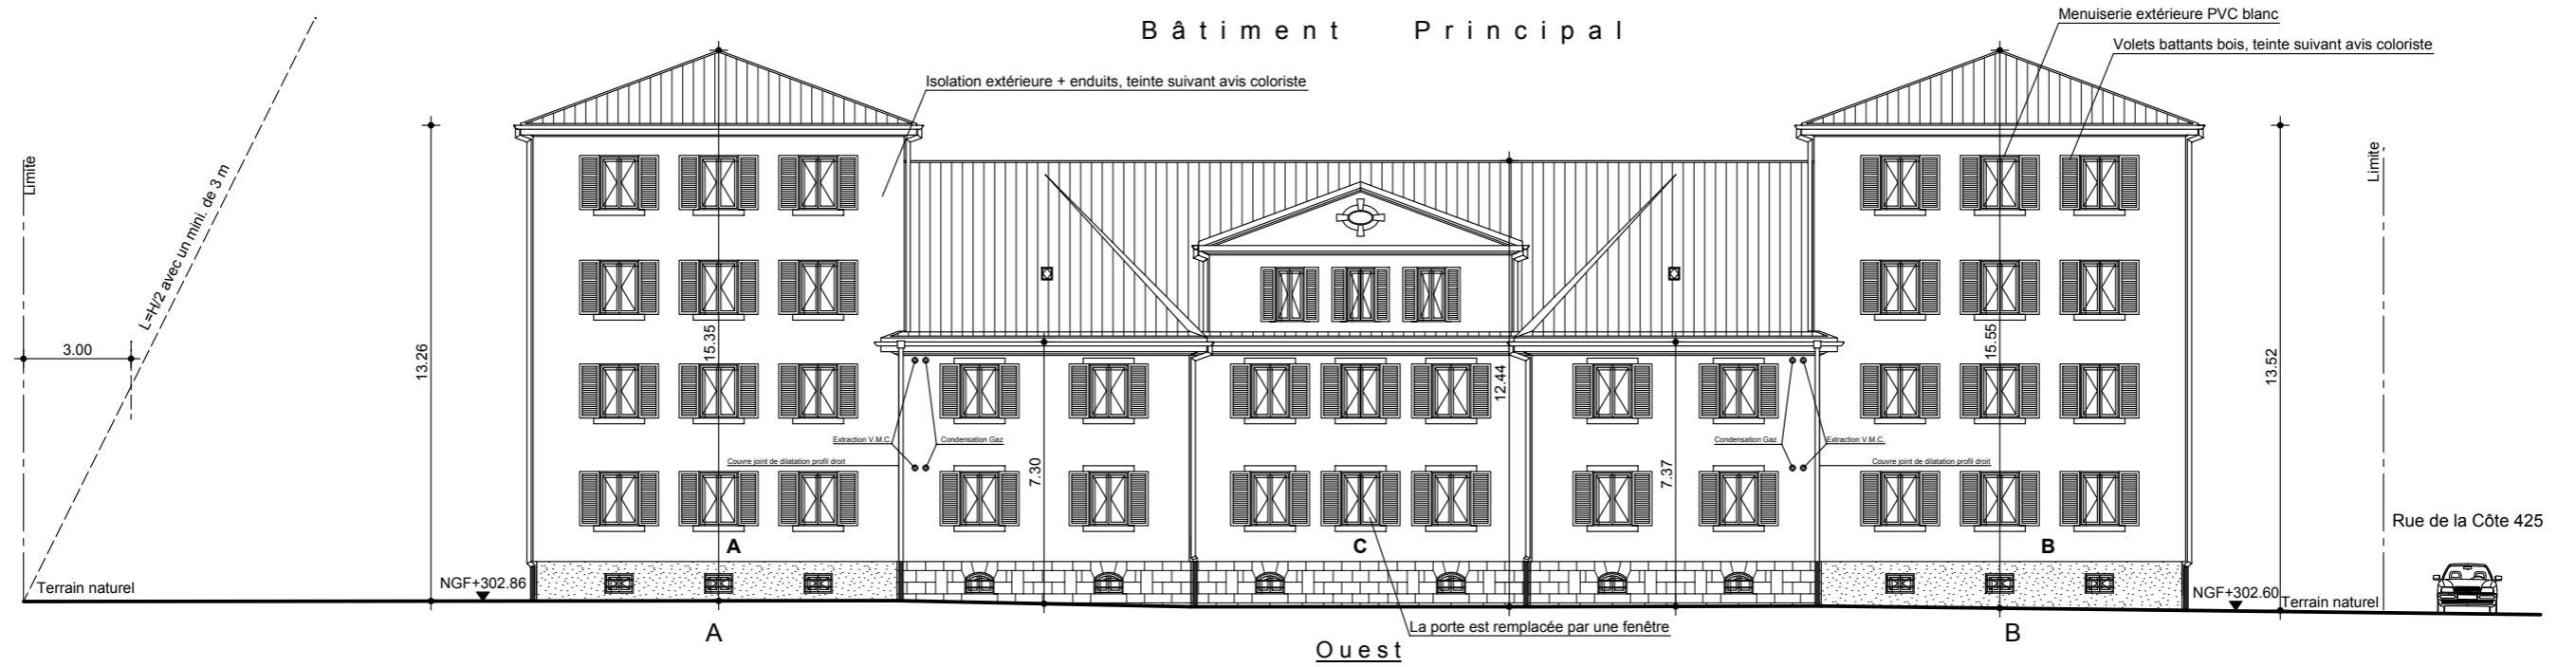 Bâtiment Principal
Menuiserie extérieure PVC blanc
Volets battants bois, teinte suivant avis coloriste
Isolation extérieure + enduits, teinte suivant avis coloriste
Limite
L=H/2 avec un mini. de 3 m
3.00
13.26
15.35
12.44
15.55
13.52
Limite
Extraction V.M.C.
Condensation Gaz
Condensation Gaz
Extraction V.M.C.
Couvre joint de dilatation profil droit
Couvre joint de dilatation profil droit
7.30
7.37
Rue de la Côte 425
A
C
B
Terrain naturel
NGF+302.86
NGF+302.60
Terrain naturel
A
La porte est remplacée par une fenêtre
B
Ouest